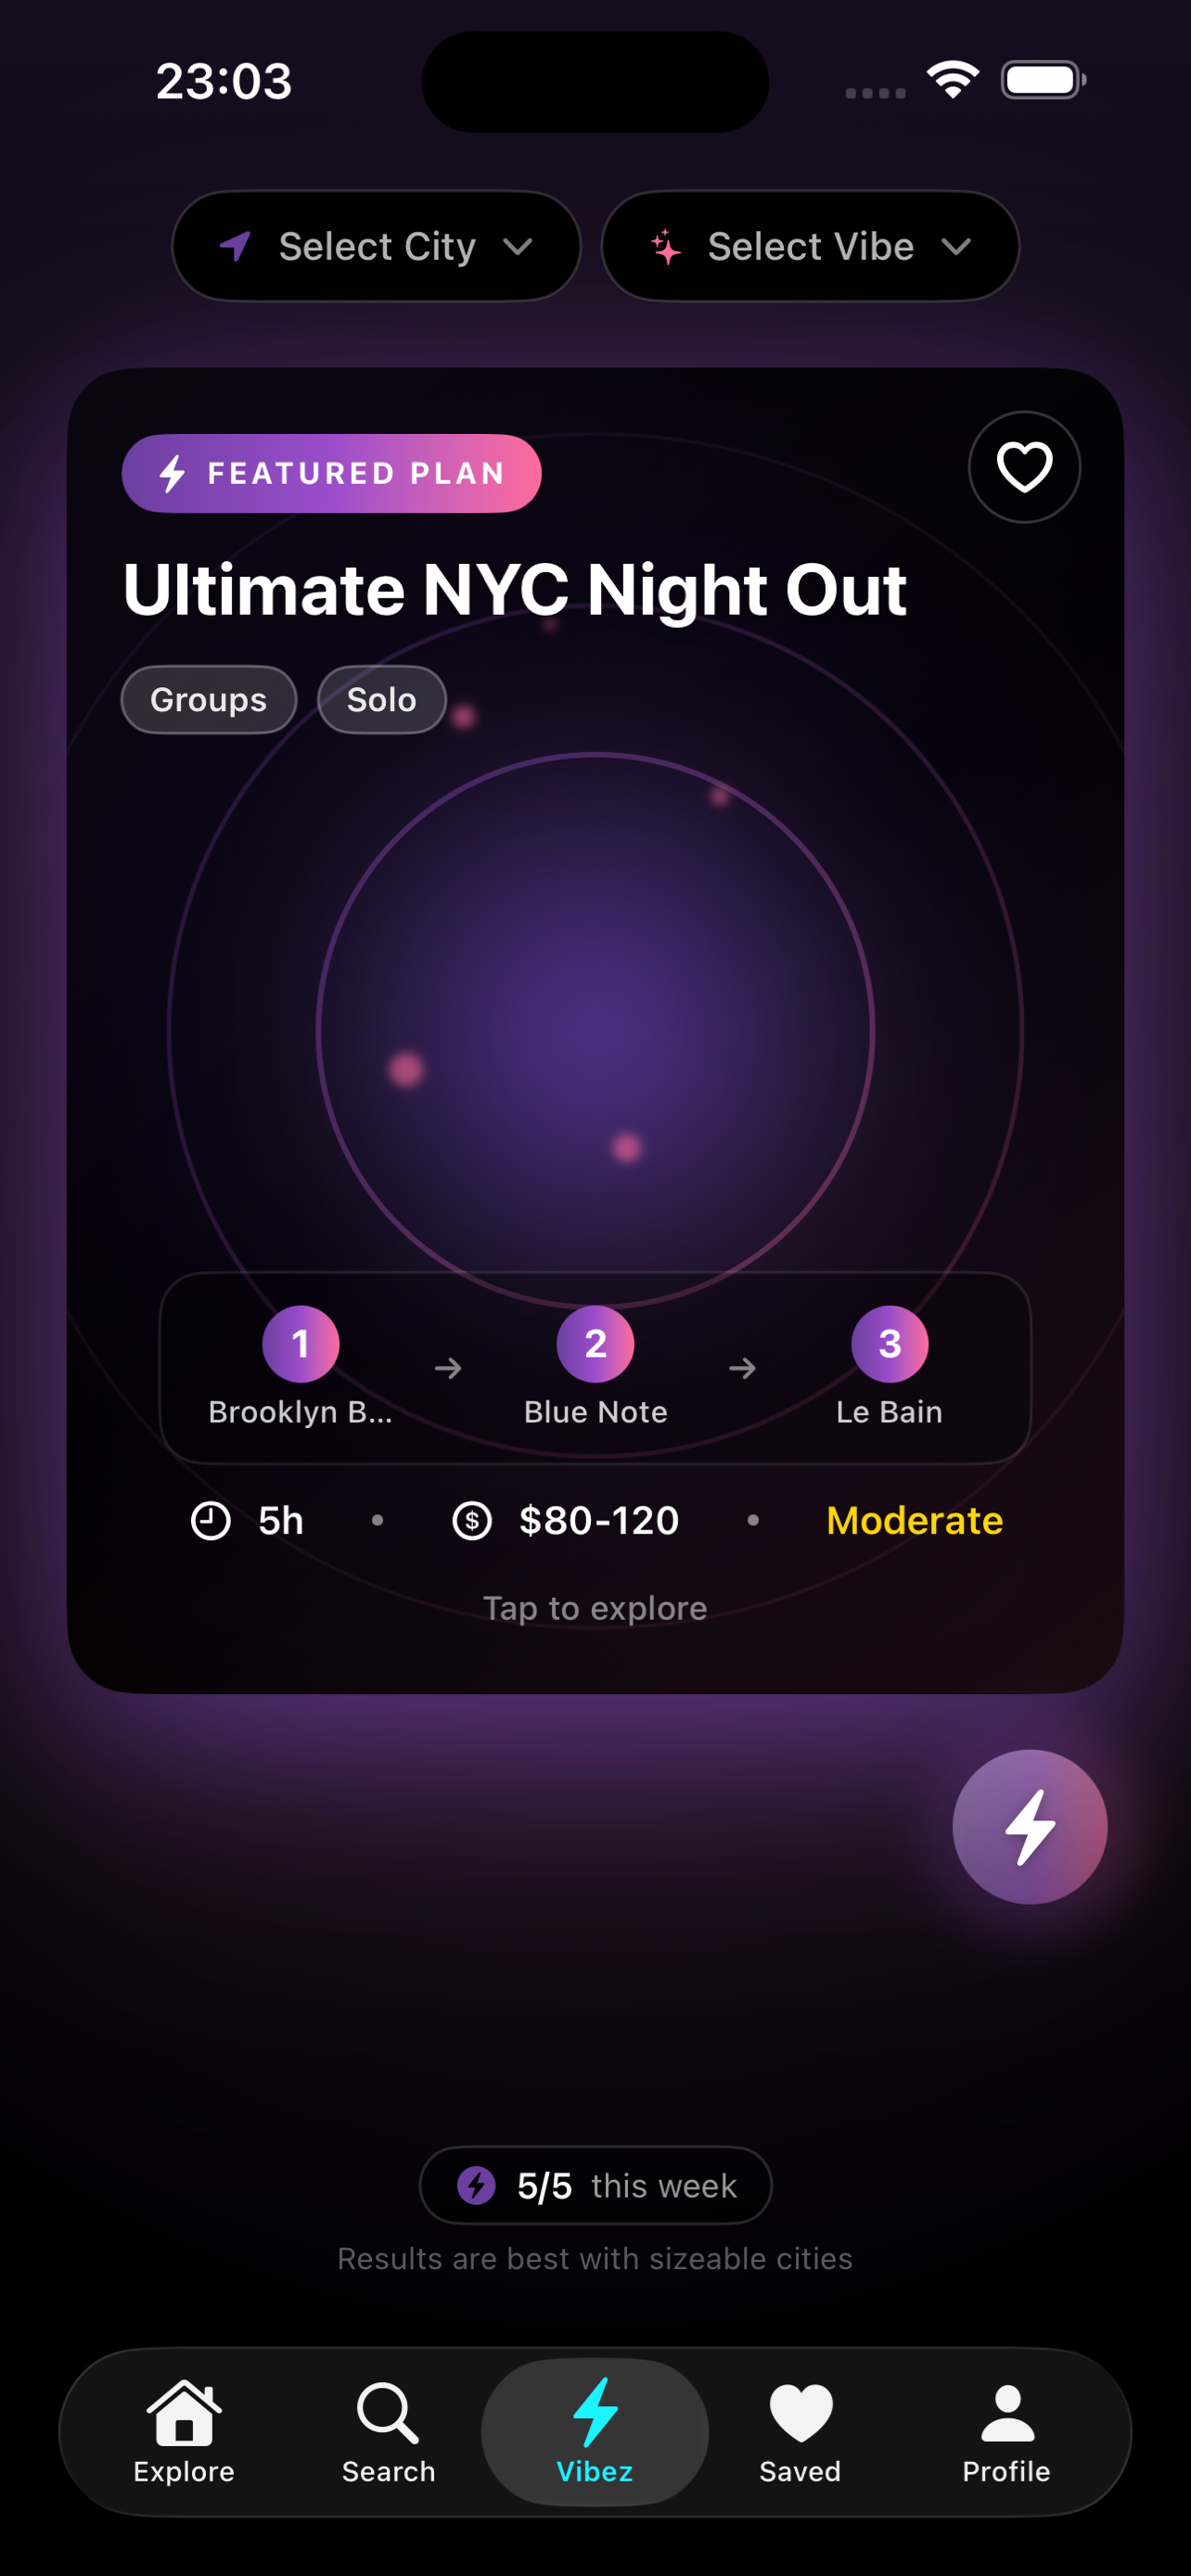 23:03
Select City
Select Vibe
FEATURED PLAN
Ultimate NYC Night Out
Groups
Solo
1
2
3
Brooklyn B...
Blue Note
Le Bain
5h • $80-120 • Moderate
Tap to explore
5/5 this week
Results are best with sizeable cities
Explore
Search
Vibez
Saved
Profile